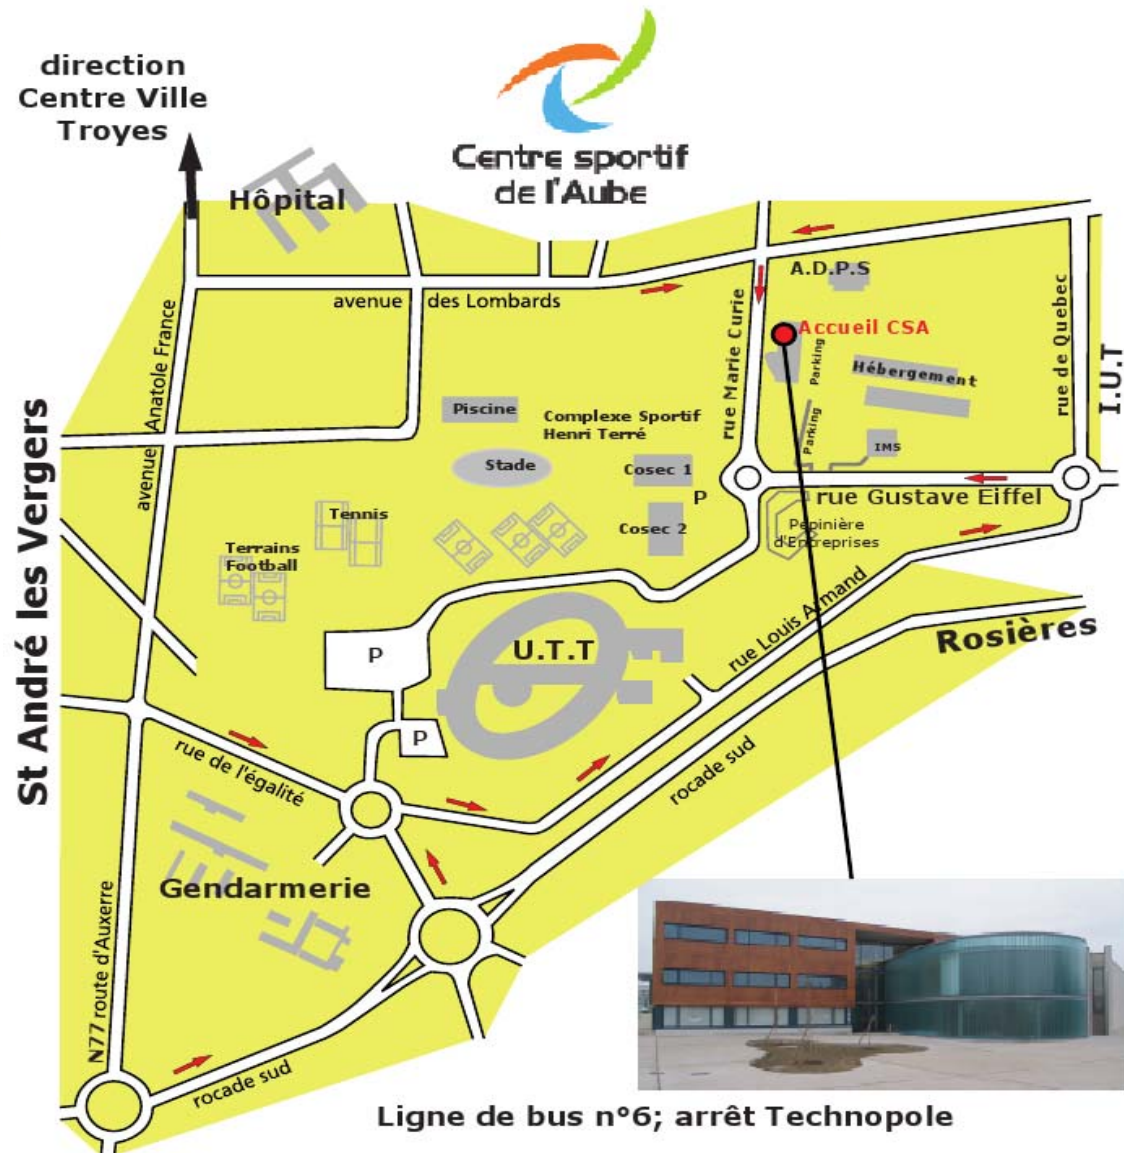 direction
Centre Ville
Troyes
Centre sportif
de l'Aube
Hôpital
A.D.P.S
avenue des Lombards
avenue Anatole France
rue Marie Curie
Accueil CSA
Parking
Hébergement
rue de Quebec
I.U.T
Piscine
Complexe Sportif
Henri Terré
Parking
IMS
Stade
Cosec 1
P
rue Gustave Eiffel
St André les Vergers
Tennis
Cosec 2
Pépinière
d'Entreprises
Terrains
Football
rue Louis Armand
Rosières
U.T.T
P
P
rue de l'égalité
rocade sud
Gendarmerie
N77 route d'Auxerre
rocade sud
Ligne de bus n°6; arrêt Technopole